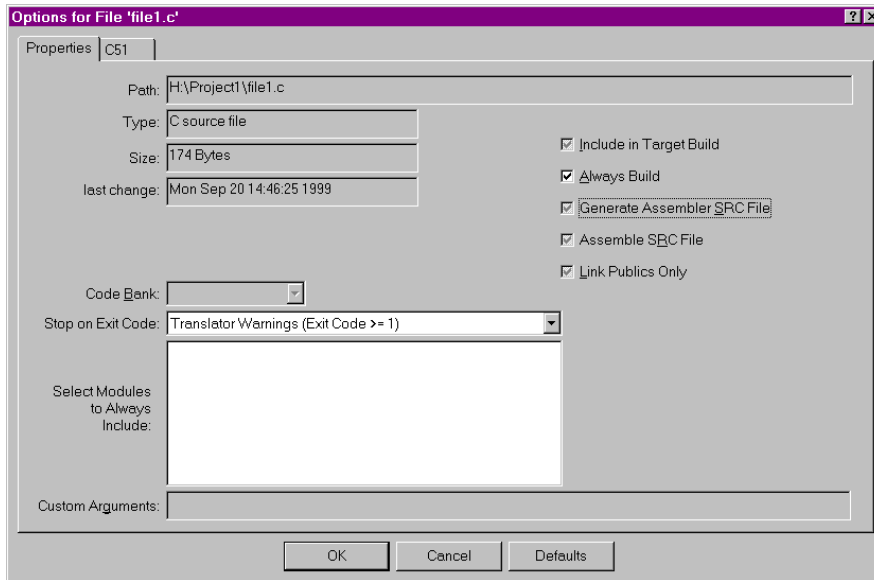 Options for File 'file1.c'
Properties
C51
Path: H:\Project1\file1.c
Type: C source file
Size: 174 Bytes
last change: Mon Sep 20 14:46:25 1999
Include in Target Build
Always Build
Generate Assembler SRC File
Assemble SRC File
Link Publics Only
Code Bank:
Stop on Exit Code: Translator Warnings (Exit Code >= 1)
Select Modules
to Always
Include:
Custom Arguments:
OK
Cancel
Defaults